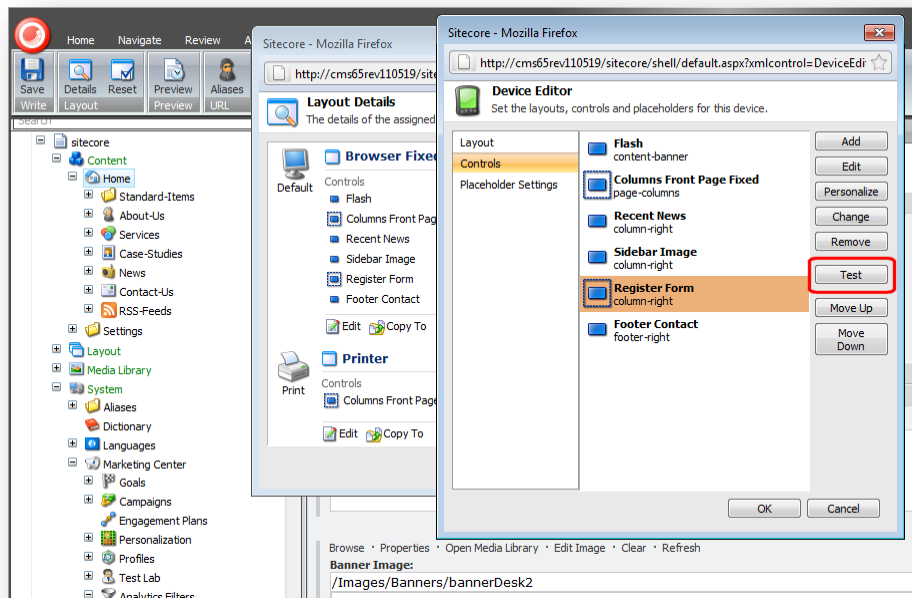 Home Navigate Review A
Save
Write
Details Reset
Layout
Preview
Preview
Aliases
URL
Search
sitecore
Content
Home
Standard-Items
About-Us
Services
Case-Studies
News
Contact-Us
RSS-Feeds
Settings
Layout
Media Library
System
Aliases
Dictionary
Languages
Marketing Center
Goals
Campaigns
Engagement Plans
Personalization
Profiles
Test Lab
Analytics Filters
Sitecore - Mozilla Firefox
http://cms65rev110519/site
Layout Details
The details of the assigned
Default
Browser Fixe
Controls
Flash
Columns Front Pag
Recent News
Sidebar Image
Register Form
Footer Contact
Edit Copy To
Print
Printer
Controls
Columns Front Page
Edit Copy To
Sitecore - Mozilla Firefox
http://cms65rev110519/sitecore/shell/default.aspx?xmlcontrol=DeviceEdi
Device Editor
Set the layouts, controls and placeholders for this device.
Layout
Controls
Placeholder Settings
Flash
content-banner
Columns Front Page Fixed
page-columns
Recent News
column-right
Sidebar Image
column-right
Register Form
column-right
Footer Contact
footer-right
Add
Edit
Personalize
Change
Remove
Test
Move Up
Move
Down
OK Cancel
Browse · Properties · Open Media Library · Edit Image · Clear · Refresh
Banner Image:
/Images/Banners/bannerDesk2